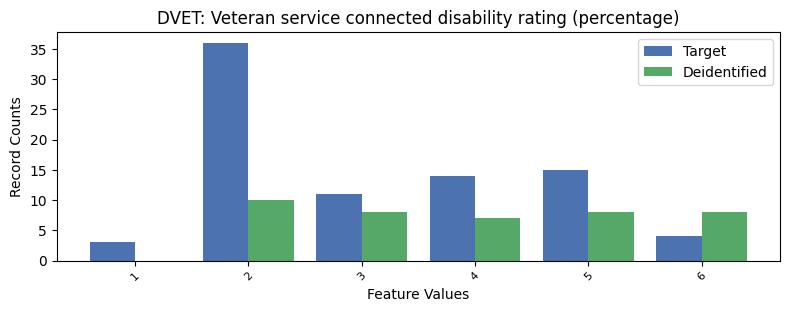 DVET: Veteran service connected disability rating (percentage)
Target
Deidentified
Record Counts
35
30
25
20
15
10
5
0
1 2 3 4 5 6
Feature Values